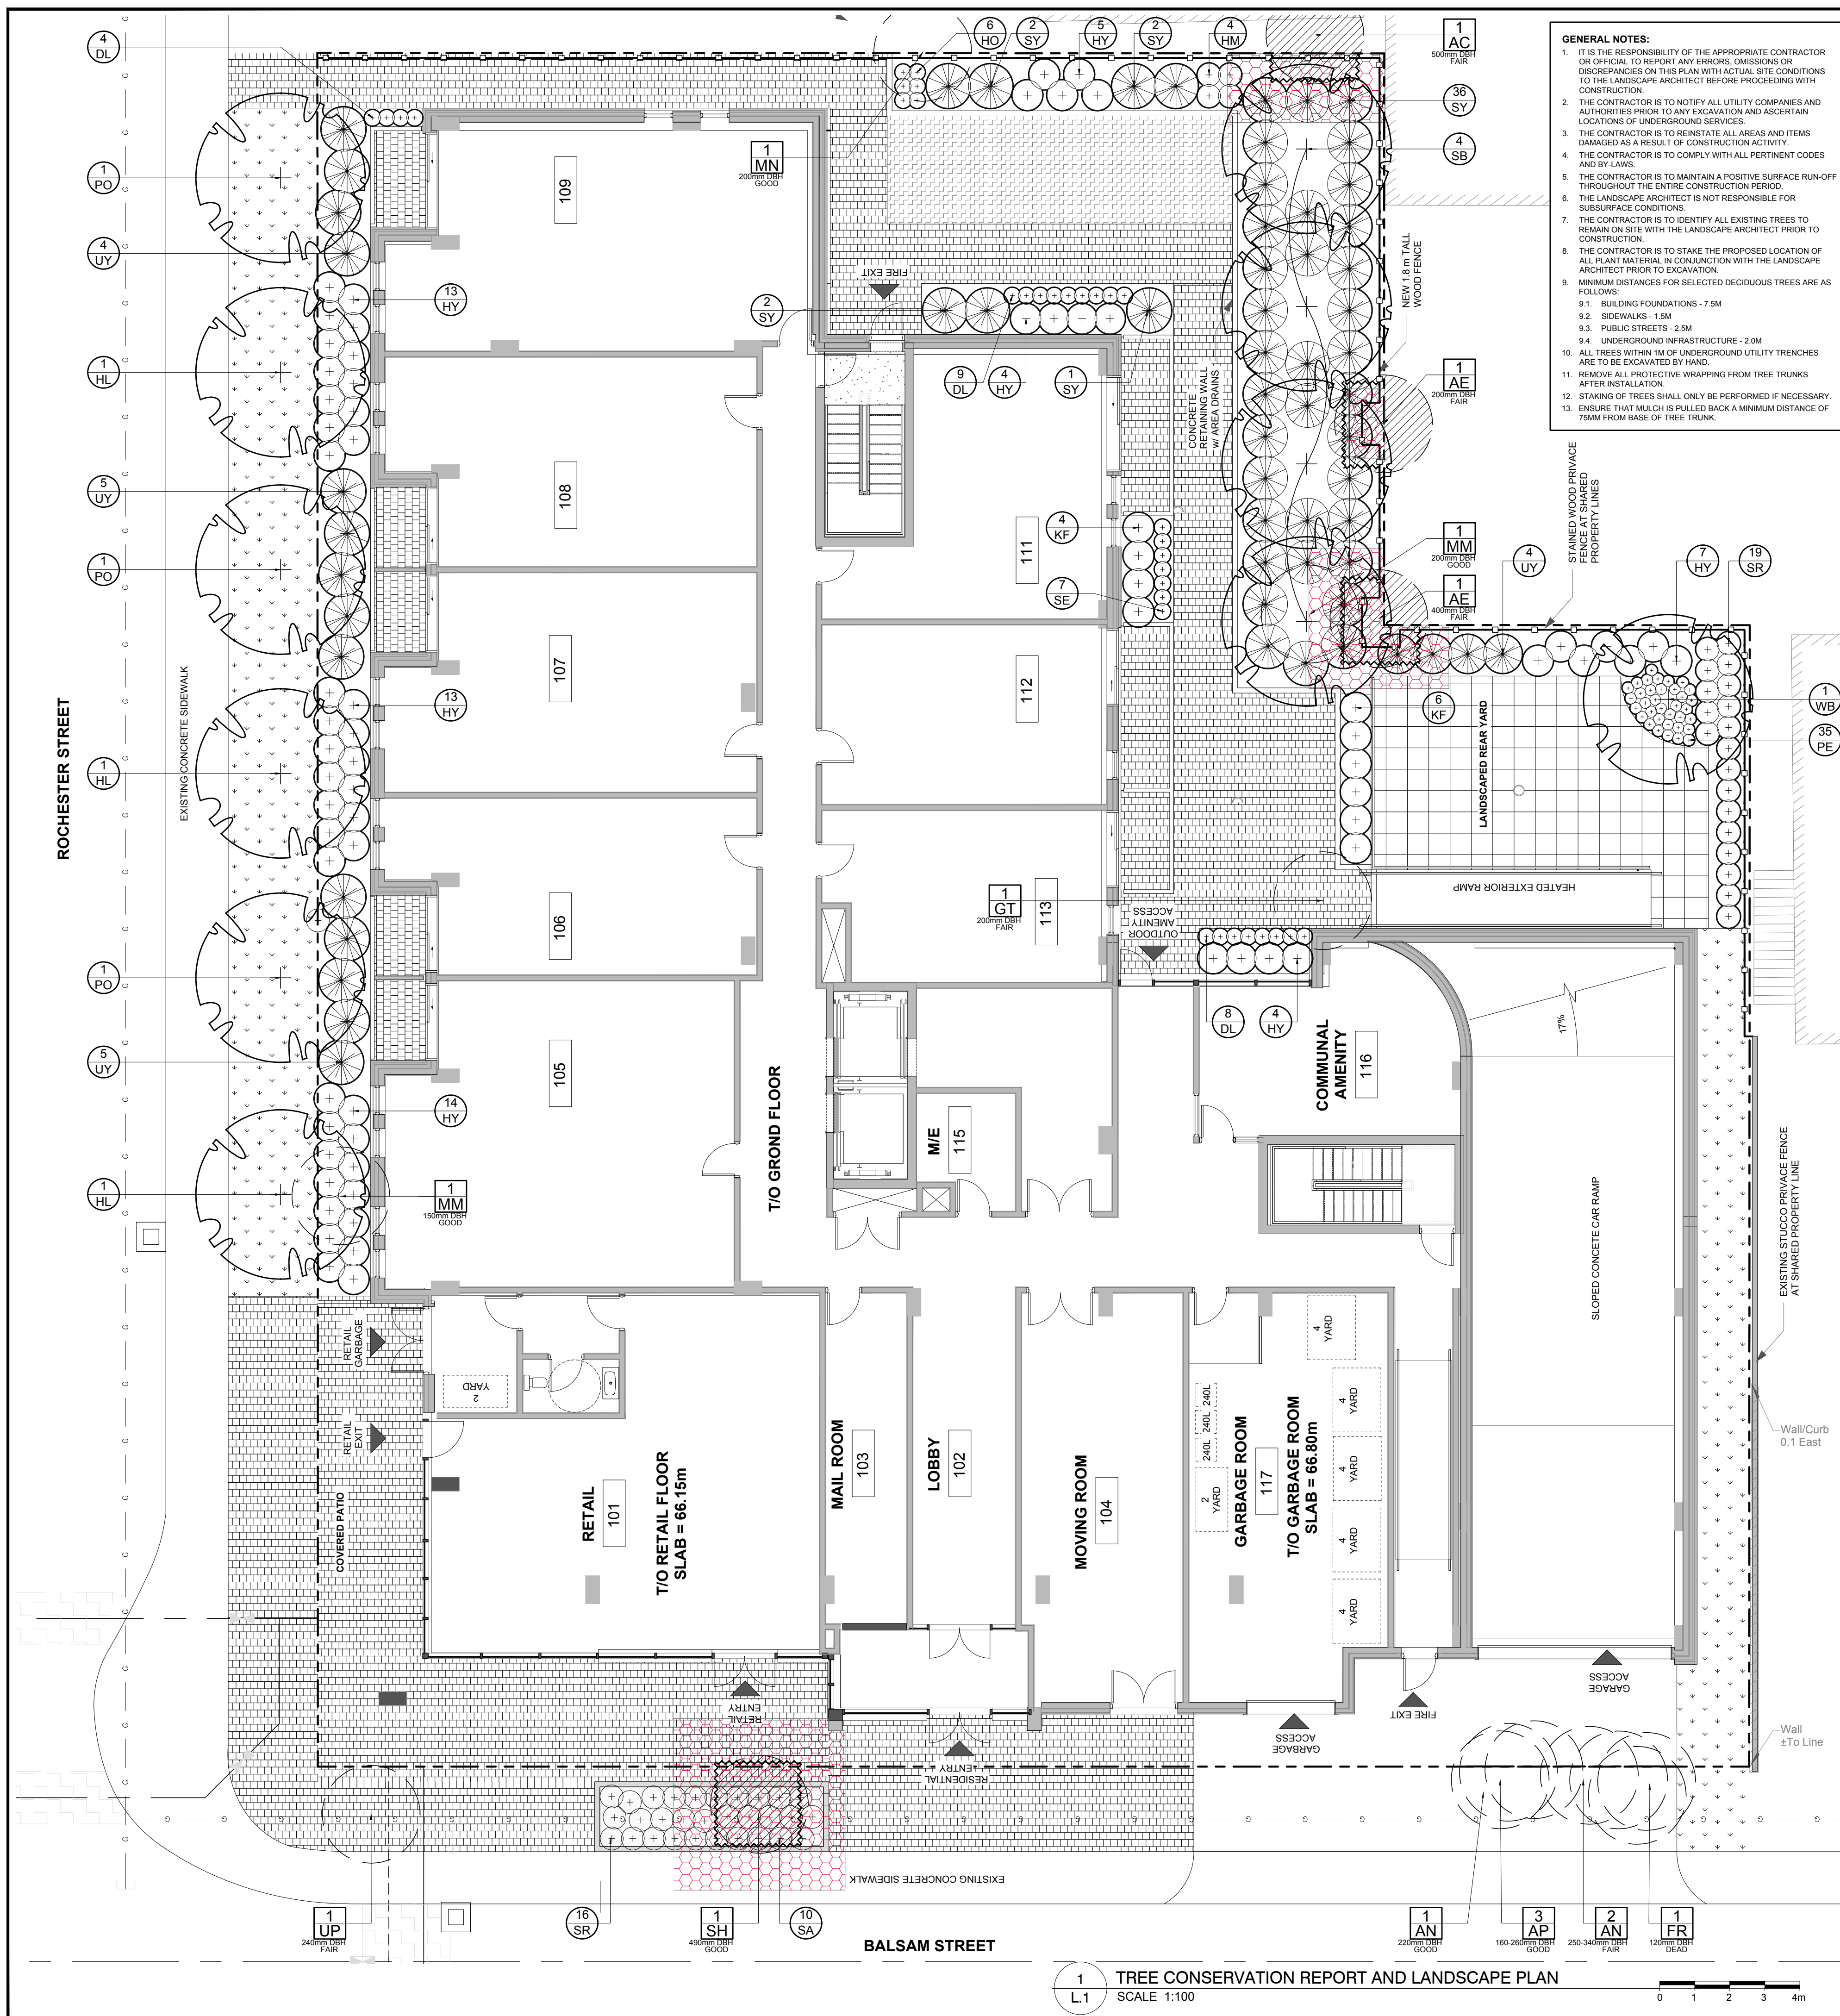 GENERAL NOTES:
1. IT IS THE RESPONSIBILITY OF THE APPROPRIATE CONTRACTOR
OR OFFICIAL TO REPORT ANY ERRORS, OMISSIONS OR
DISCREPANCIES ON THIS PLAN WITH ACTUAL SITE CONDITIONS
TO THE LANDSCAPE ARCHITECT BEFORE PROCEEDING WITH
CONSTRUCTION.
2. THE CONTRACTOR IS TO NOTIFY ALL UTILITY COMPANIES AND
AUTHORITIES PRIOR TO ANY EXCAVATION AND ASCERTAIN
LOCATIONS OF UNDERGROUND SERVICES.
3. THE CONTRACTOR IS TO REINSTATE ALL AREAS AND ITEMS
DAMAGED AS A RESULT OF CONSTRUCTION ACTIVITY.
4. THE CONTRACTOR IS TO COMPLY WITH ALL PERTINENT CODES
AND BY-LAWS.
5. THE CONTRACTOR IS TO MAINTAIN A POSITIVE SURFACE RUN-OFF
THROUGHOUT THE ENTIRE CONSTRUCTION PERIOD.
6. THE LANDSCAPE ARCHITECT IS NOT RESPONSIBLE FOR
SUBSURFACE CONDITIONS.
7. THE CONTRACTOR IS TO IDENTIFY ALL EXISTING TREES TO
REMAIN ON SITE WITH THE LANDSCAPE ARCHITECT PRIOR TO
CONSTRUCTION.
8. THE CONTRACTOR IS TO STAKE THE PROPOSED LOCATION OF
ALL PLANT MATERIAL IN CONJUNCTION WITH THE LANDSCAPE
ARCHITECT PRIOR TO EXCAVATION.
9. MINIMUM DISTANCES FOR SELECTED DECIDUOUS TREES ARE AS
FOLLOWS:
9.1. BUILDING FOUNDATIONS - 7.5M
9.2. SIDEWALKS - 1.5M
9.3. PUBLIC STREETS - 2.5M
9.4. UNDERGROUND INFRASTRUCTURE - 2.0M
10. ALL TREES WITHIN 1M OF UNDERGROUND UTILITY TRENCHES
ARE TO BE EXCAVATED BY HAND.
11. REMOVE ALL PROTECTIVE WRAPPING FROM TREE TRUNKS
AFTER INSTALLATION.
12. STAKING OF TREES SHALL ONLY BE PERFORMED IF NECESSARY.
13. ENSURE THAT MULCH IS PULLED BACK A MINIMUM DISTANCE OF
75MM FROM BASE OF TREE TRUNK.
4
DL
6
HO
2
SY
5
HY
2
SY
4
HM
1
AC
500mm DBH
FAIR
36
SY
4
SB
1
PO
1
MN
200mm DBH
GOOD
109
4
UY
13
HY
FIRE EXIT
2
SY
NEW 1.8 m TALL
WOOD FENCE
1
HL
9
DL
4
HY
1
SY
CONCRETE
RETAINING WALL
w/ AREA DRAINS
1
AE
200mm DBH
FAIR
5
UY
108
111
4
KF
STAINED WOOD PRIVACE
FENCE AT SHARED
PROPERTY LINES
1
PO
1
MM
200mm DBH
GOOD
4
UY
7
HY
19
SR
7
SE
1
AE
400mm DBH
FAIR
EXISTING CONCRETE SIDEWALK
107
112
13
HY
6
KF
1
WB
35
PE
ROCHESTER STREET
LANDSCAPED REAR YARD
1
HL
HEATED EXTERIOR RAMP
106
1
GT
200mm DBH
FAIR
113
OUTDOOR
AMENITY
ACCESS
1
PO
8
DL
4
HY
17%
5
UY
105
T/O GROND FLOOR
COMMUNAL
AMENITY
116
14
HY
M/E
115
1
HL
1
MM
150mm DBH
GOOD
SLOPED CONCETE CAR RAMP
EXISTING STUCCO PRIVACE FENCE
AT SHARED PROPERTY LINE
RETAIL
GARBAGE
4
YARD
2
YARD
4
YARD
240L
240L
240L
RETAIL
EXIT
Wall/Curb
0.1 East
COVERED PATIO
RETAIL
101
T/O RETAIL FLOOR
SLAB = 66.15m
MAIL ROOM
103
LOBBY
102
MOVING ROOM
104
2
YARD
GARBAGE ROOM
117
T/O GARBAGE ROOM
SLAB = 66.80m
4
YARD
4
YARD
4
YARD
RETAIL
ENTRY
RESIDENTIAL
ENTRY
GARBAGE
ACCESS
FIRE EXIT
GARAGE
ACCESS
Wall
±To Line
EXISTING CONCRETE SIDEWALK
1
UP
240mm DBH
FAIR
16
SR
1
SH
490mm DBH
GOOD
10
SA
BALSAM STREET
1
AN
220mm DBH
GOOD
3
AP
160-260mm DBH
GOOD
2
AN
250-340mm DBH
FAIR
1
FR
120mm DBH
DEAD
1
L.1
TREE CONSERVATION REPORT AND LANDSCAPE PLAN
SCALE 1:100
0 1 2 3 4m